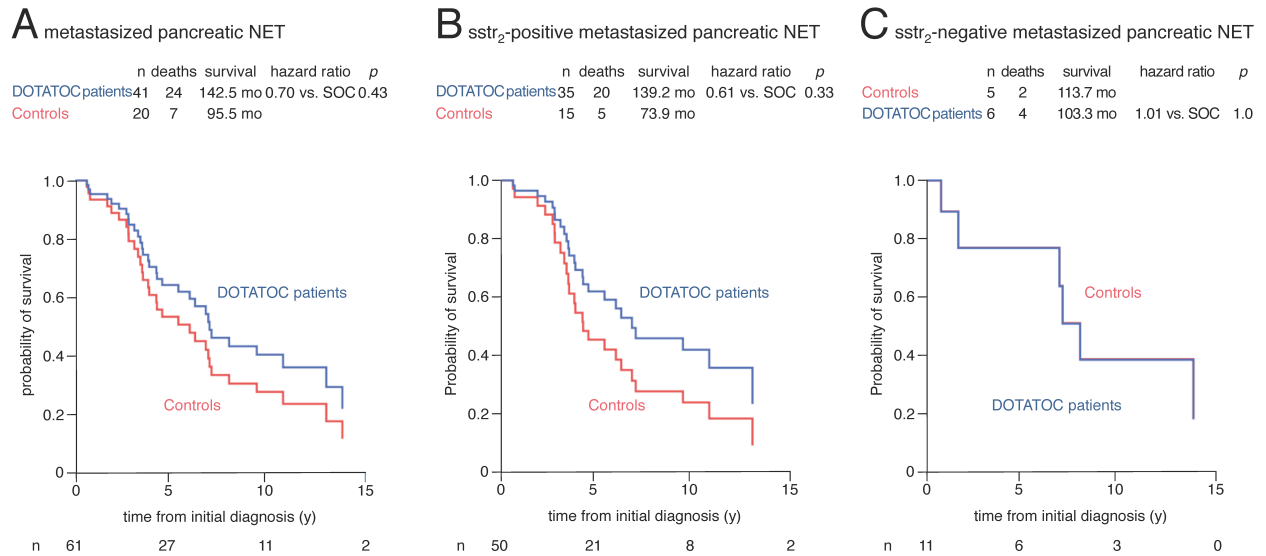 A metastasized pancreatic NET
n deaths survival hazard ratio p
DOTATOC patients 41 24 142.5 mo 0.70 vs. SOC 0.43
Controls 20 7 95.5 mo
1.0
0.8
0.6
0.4
0.2
0
probability of survival
DOTATOC patients
Controls
0 5 10 15
time from initial diagnosis (y)
n 61 27 11 2
B sstr2-positive metastasized pancreatic NET
n deaths survival hazard ratio p
DOTATOC patients 35 20 139.2 mo 0.61 vs. SOC 0.33
Controls 15 5 73.9 mo
1.0
0.8
0.6
0.4
0.2
0
Probability of survival
DOTATOC patients
Controls
0 5 10 15
time from initial diagnosis (y)
n 50 21 8 2
C sstr2-negative metastasized pancreatic NET
n deaths survival hazard ratio p
Controls 5 2 113.7 mo
DOTATOC patients 6 4 103.3 mo 1.01 vs. SOC 1.0
1.0
0.8
0.6
0.4
0.2
0
Probability of survival
Controls
DOTATOC patients
0 5 10 15
time from initial diagnosis (y)
n 11 6 3 0